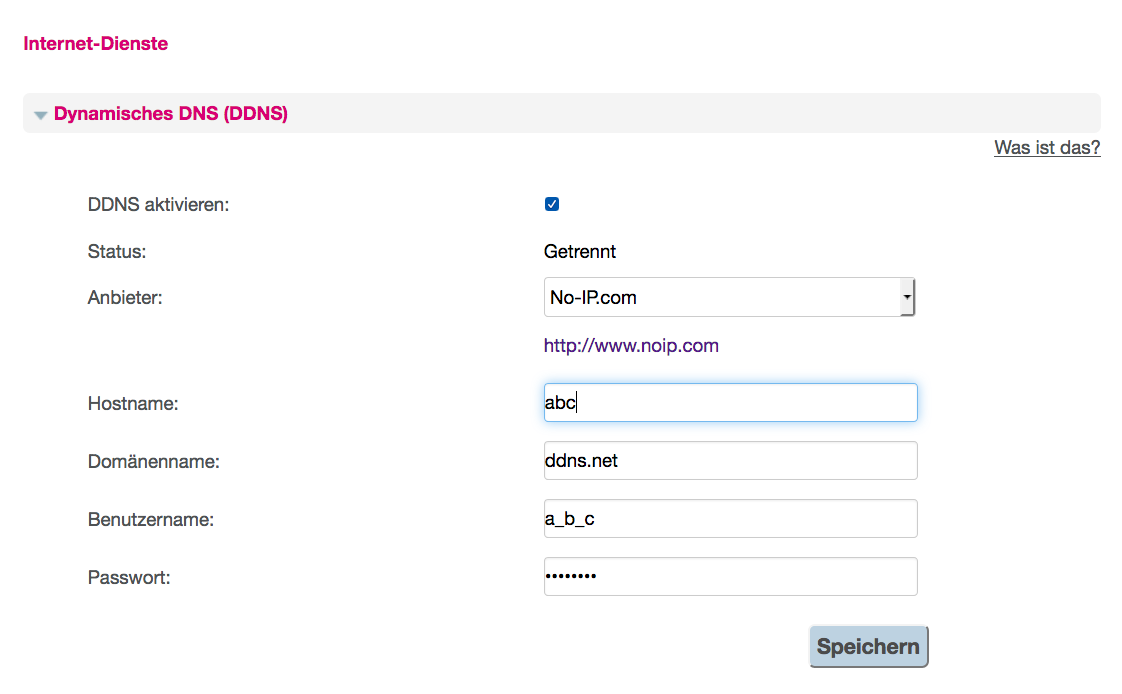 Internet-Dienste
Dynamisches DNS (DDNS)
Was ist das?
DDNS aktivieren:
Status: Getrennt
Anbieter: No-IP.com
http://www.noip.com
Hostname: abc
Domänenname: ddns.net
Benutzername: a_b_c
Passwort: ••••••••
Speichern